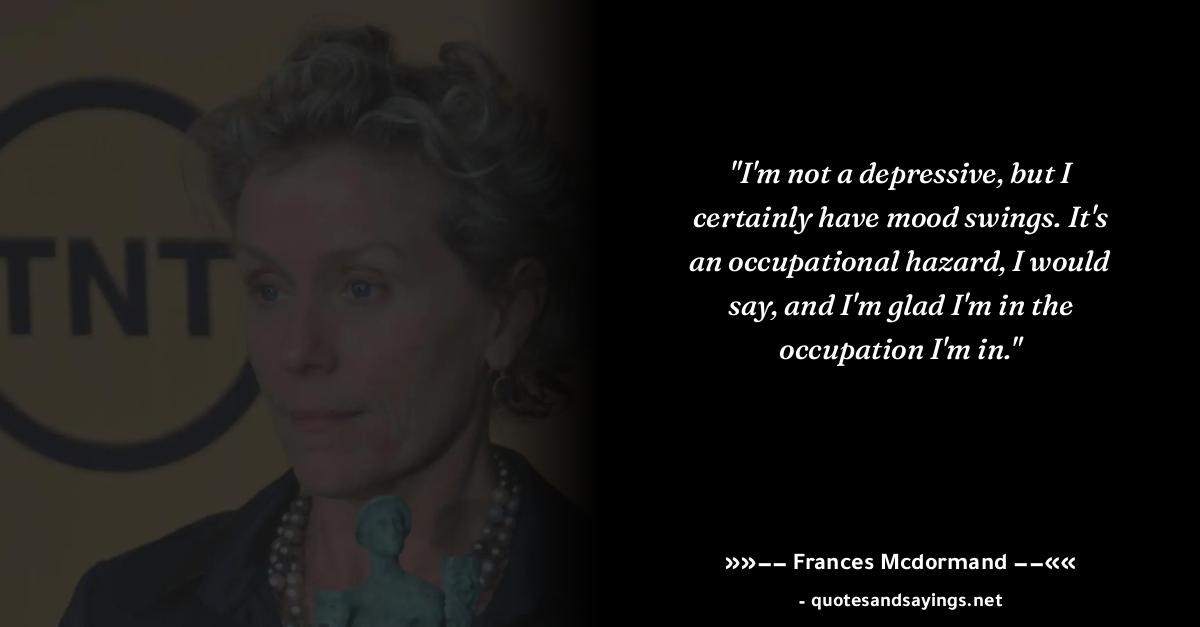 TNT
"I'm not a depressive, but I
certainly have mood swings. It's
an occupational hazard, I would
say, and I'm glad I'm in the
occupation I'm in."
»»−− Frances Mcdormand −−««
- quotesandsayings.net